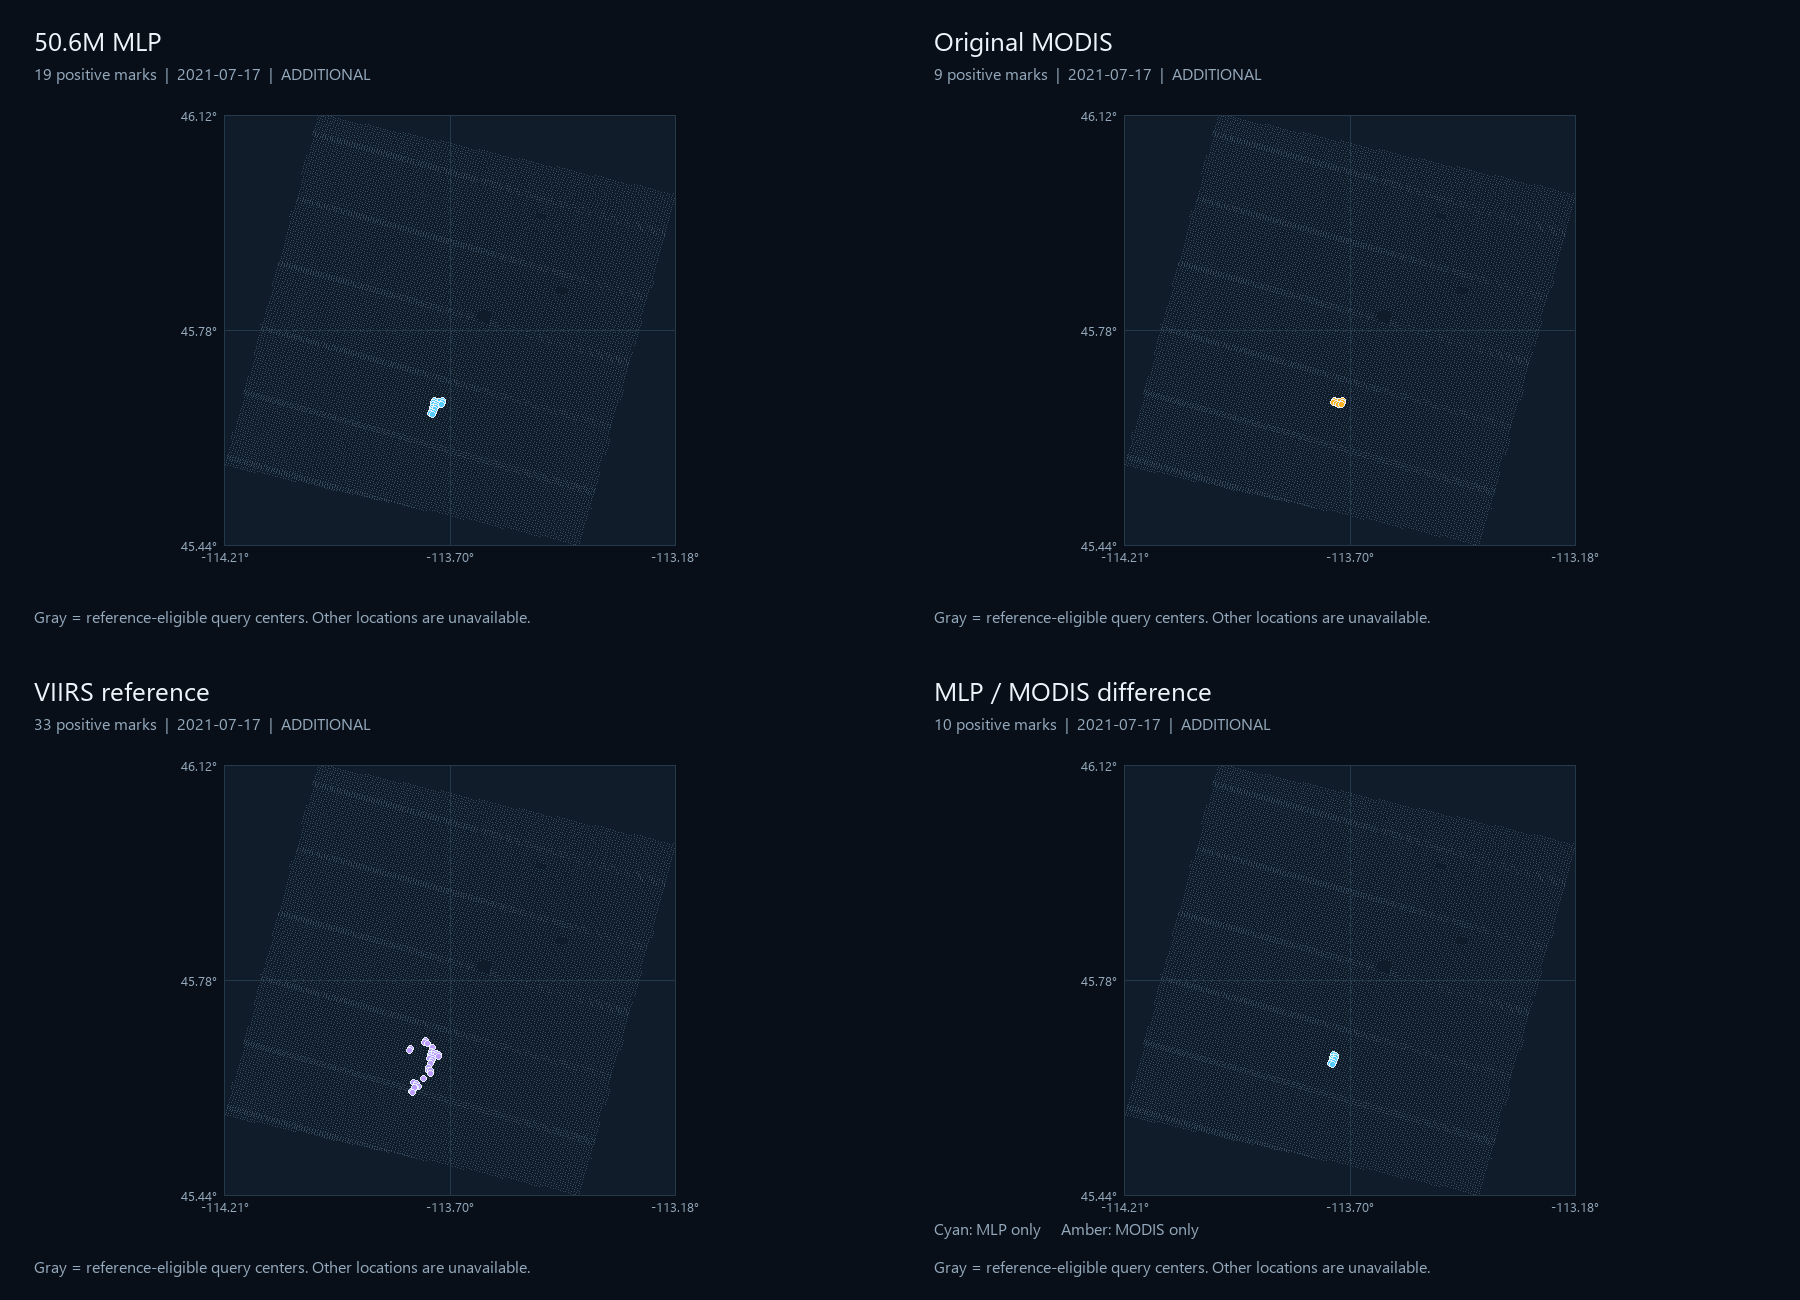 50.6M MLP
19 positive marks | 2021-07-17 | ADDITIONAL
46.12°
45.78°
45.44°
-114.21° -113.70° -113.18°
Gray = reference-eligible query centers. Other locations are unavailable.
Original MODIS
9 positive marks | 2021-07-17 | ADDITIONAL
46.12°
45.78°
45.44°
-114.21° -113.70° -113.18°
Gray = reference-eligible query centers. Other locations are unavailable.
VIIRS reference
33 positive marks | 2021-07-17 | ADDITIONAL
46.12°
45.78°
45.44°
-114.21° -113.70° -113.18°
Gray = reference-eligible query centers. Other locations are unavailable.
MLP / MODIS difference
10 positive marks | 2021-07-17 | ADDITIONAL
46.12°
45.78°
45.44°
-114.21° -113.70° -113.18°
Cyan: MLP only Amber: MODIS only
Gray = reference-eligible query centers. Other locations are unavailable.